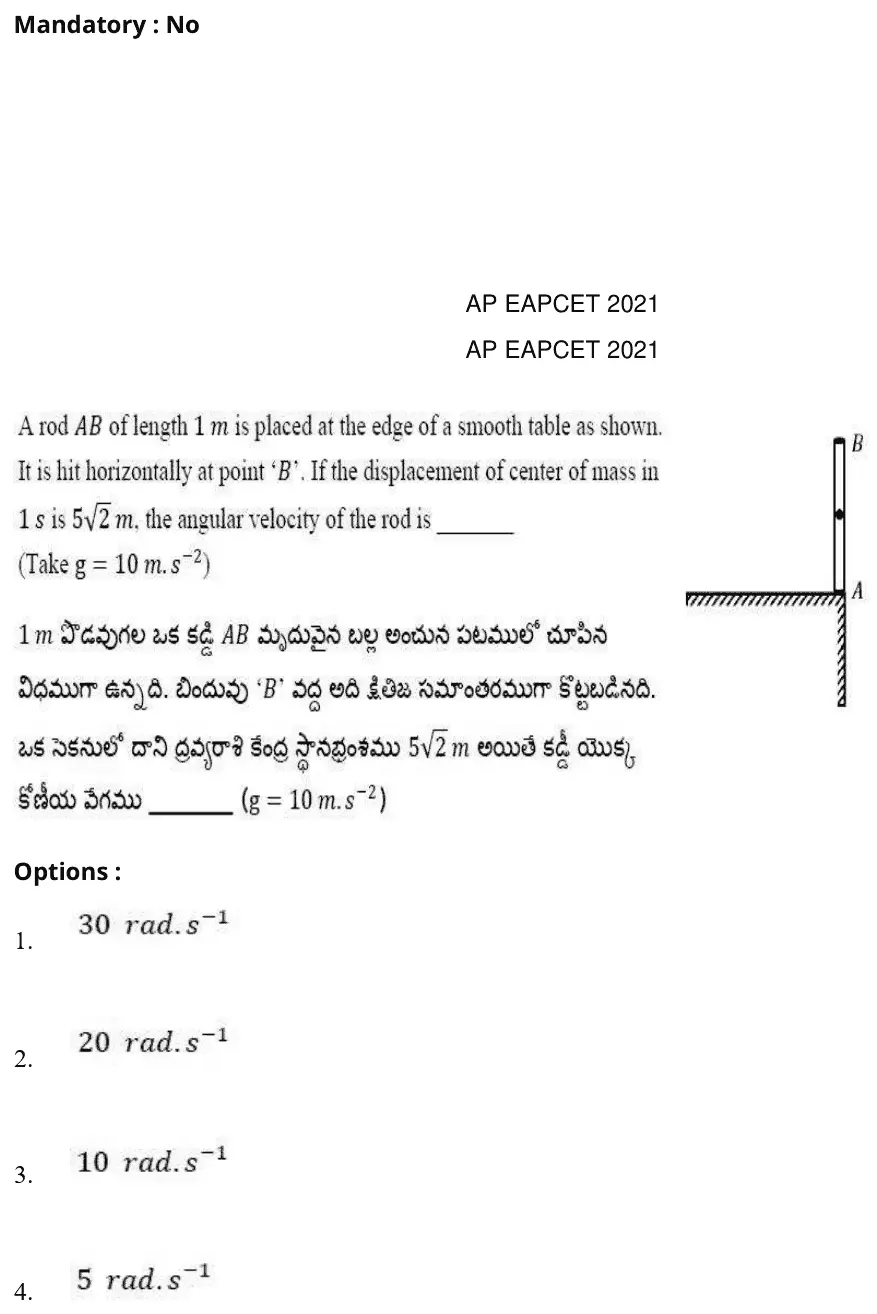 Mandatory : No
AP EAPCET 2021
AP EAPCET 2021
A rod AB of length 1 m is placed at the edge of a smooth table as shown.
It is hit horizontally at point ‘B’. If the displacement of center of mass in
1 s is 5√2 m, the angular velocity of the rod is ______
(Take g = 10 m. s⁻²)
B
A
1 m పొడవుగల ఒక కడ్డీ AB మృదువైన బల్ల అంచున పటములో చూపిన
విధముగా ఉన్నది. బిందువు ‘B’ వద్ద అది క్షితిజ సమాంతరముగా కొట్టబడినది.
ఒక సెకనులో దాని ద్రవ్యరాశి కేంద్ర స్థానభ్రంశము 5√2 m అయితే కడ్డీ యొక్క
కోణీయ వేగము ______ (g = 10 m. s⁻²)
Options :
1. 30 rad. s⁻¹
2. 20 rad. s⁻¹
3. 10 rad. s⁻¹
4. 5 rad. s⁻¹